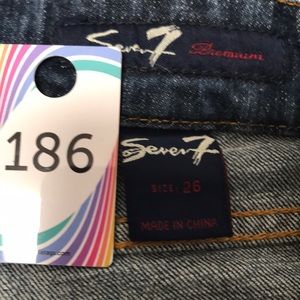 Seven7 Premium
186
Seven7
SIZE: 26
MADE IN CHINA